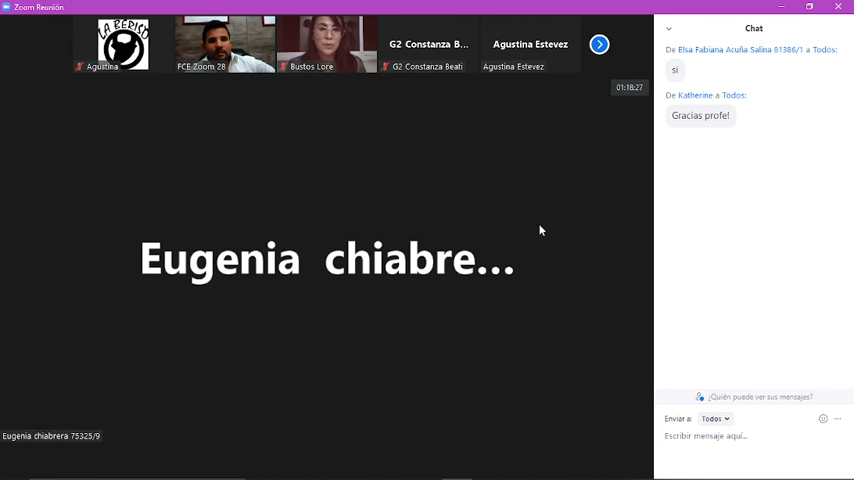 Zoom Reunión
LA BERISO
Agustina
FCE Zoom 28
Bustos Lore
G2 Constanza B...
G2 Constanza Beati
Agustina Estevez
Agustina Estevez
01:18:27
Eugenia chiabre...
Eugenia chiabrera 75325/9
Chat
De Elsa Fabiana Acuña Salina 81386/1 a Todos:
si
De Katherine a Todos:
Gracias profe!
¿Quién puede ver sus mensajes?
Enviar a: Todos
Escribir mensaje aquí...